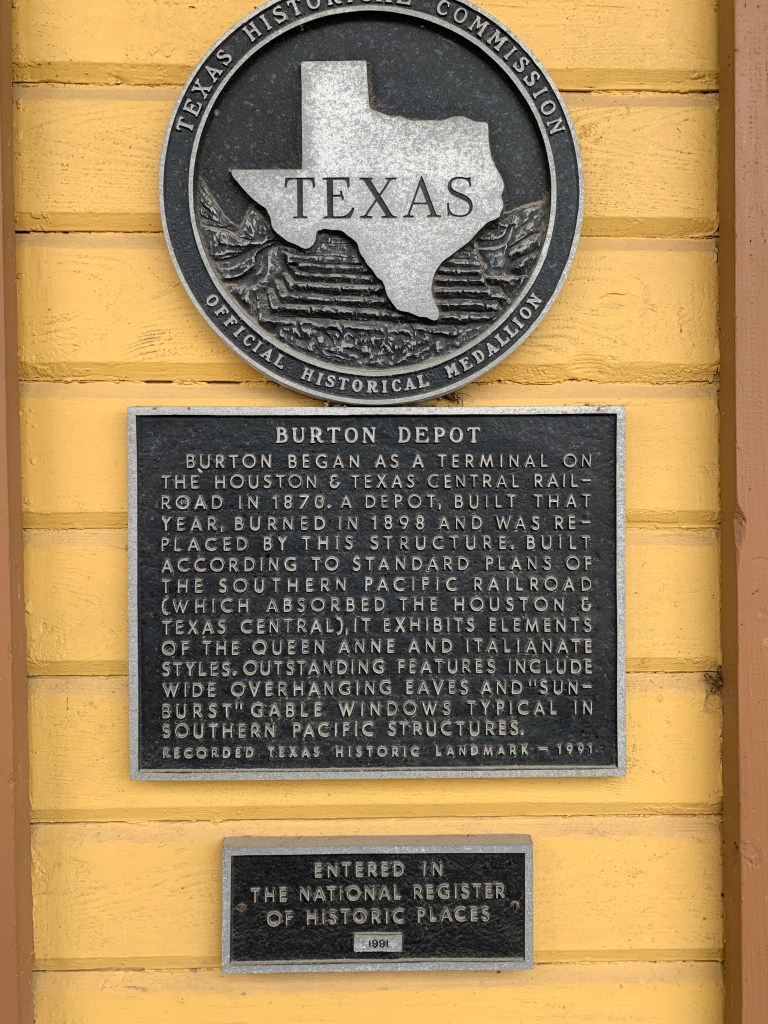 TEXAS HISTORICAL COMMISSION
TEXAS
OFFICIAL HISTORICAL MEDALLION
BURTON DEPOT
BURTON BEGAN AS A TERMINAL ON
THE HOUSTON & TEXAS CENTRAL RAIL-
ROAD IN 1870. A DEPOT, BUILT THAT
YEAR, BURNED IN 1898 AND WAS RE-
PLACED BY THIS STRUCTURE. BUILT
ACCORDING TO STANDARD PLANS OF
THE SOUTHERN PACIFIC RAILROAD
(WHICH ABSORBED THE HOUSTON &
TEXAS CENTRAL), IT EXHIBITS ELEMENTS
OF THE QUEEN ANNE AND ITALIANATE
STYLES. OUTSTANDING FEATURES INCLUDE
WIDE OVERHANGING EAVES AND "SUN-
BURST" GABLE WINDOWS TYPICAL IN
SOUTHERN PACIFIC STRUCTURES.
RECORDED TEXAS HISTORIC LANDMARK - 1991
ENTERED IN
THE NATIONAL REGISTER
OF HISTORIC PLACES
1991